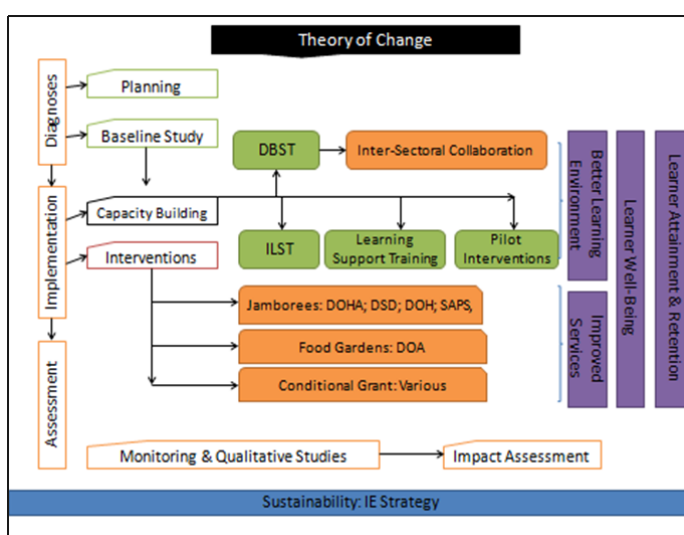 Theory of Change
Diagnoses
Planning
Baseline Study
DBST
Inter-Sectoral Collaboration
Implementation
Capacity Building
Interventions
ILST
Learning
Support Training
Pilot
Interventions
Jamborees: DOHA; DSD; DOH; SAPS,
Food Gardens: DOA
Conditional Grant: Various
Better Learning
Environment
Improved
Services
Learner Well-Being
Learner Attainment & Retention
Assessment
Monitoring & Qualitative Studies
Impact Assessment
Sustainability: IE Strategy